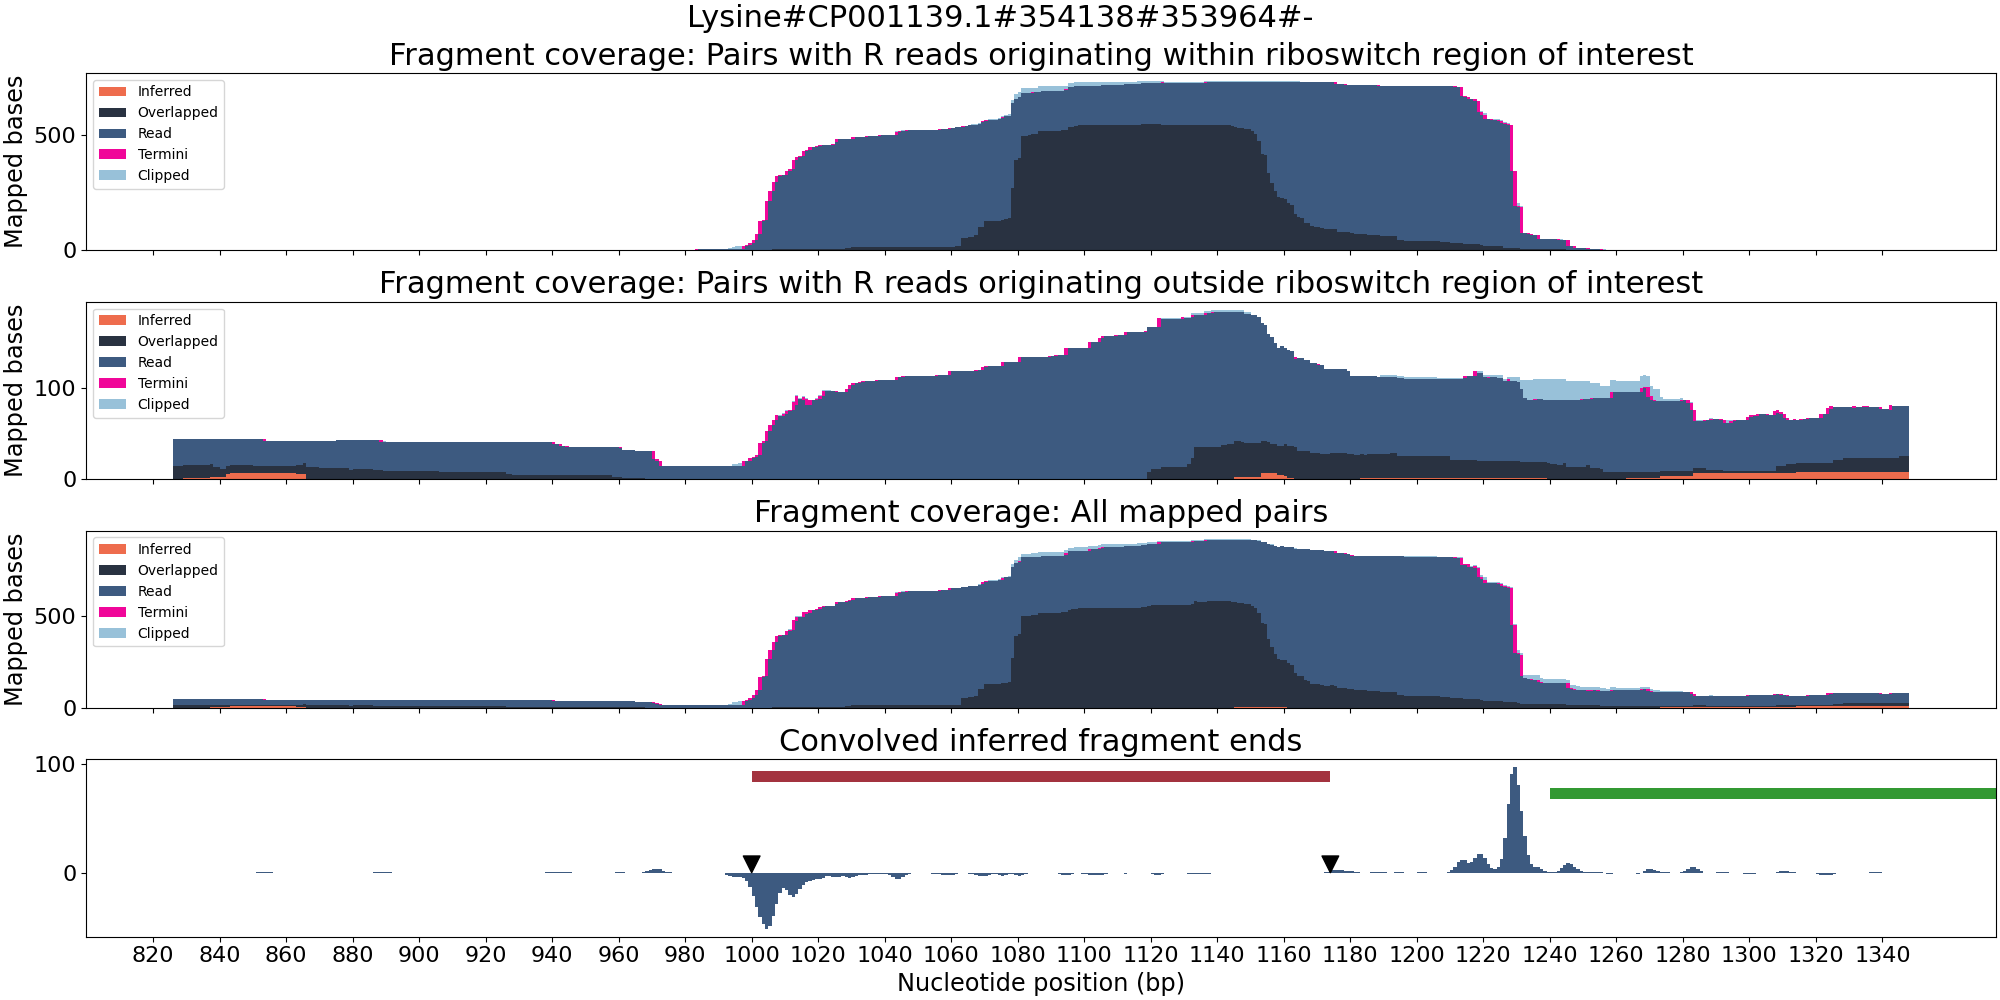 Lysine#CP001139.1#354138#353964#-
Fragment coverage: Pairs with R reads originating within riboswitch region of interest
Mapped bases
500
0
Inferred
Overlapped
Read
Termini
Clipped
Fragment coverage: Pairs with R reads originating outside riboswitch region of interest
Mapped bases
100
0
Inferred
Overlapped
Read
Termini
Clipped
Fragment coverage: All mapped pairs
Mapped bases
500
0
Inferred
Overlapped
Read
Termini
Clipped
Convolved inferred fragment ends
100
0
820 840 860 880 900 920 940 960 980 1000 1020 1040 1060 1080 1100 1120 1140 1160 1180 1200 1220 1240 1260 1280 1300 1320 1340
Nucleotide position (bp)